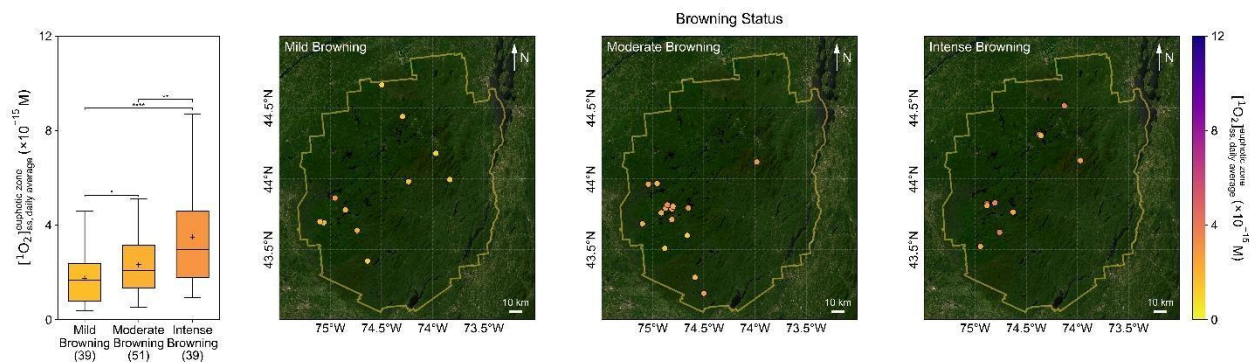 Browning Status
12
8
4
0
[¹O₂]euphotic zone ss, daily average (×10⁻¹⁵ M)
*
****
**
Mild
Browning
(39)
Moderate
Browning
(51)
Intense
Browning
(39)
Mild Browning
N
44.5°N
44°N
43.5°N
10 km
75°W 74.5°W 74°W 73.5°W
Moderate Browning
N
44.5°N
44°N
43.5°N
10 km
75°W 74.5°W 74°W 73.5°W
Intense Browning
N
44.5°N
44°N
43.5°N
10 km
75°W 74.5°W 74°W 73.5°W
12
8
4
0
[¹O₂]euphotic zone ss, daily average (×10⁻¹⁵ M)